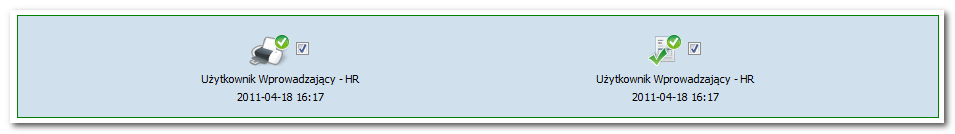 Użytkownik Wprowadzający - HR
2011-04-18 16:17
Użytkownik Wprowadzający - HR
2011-04-18 16:17